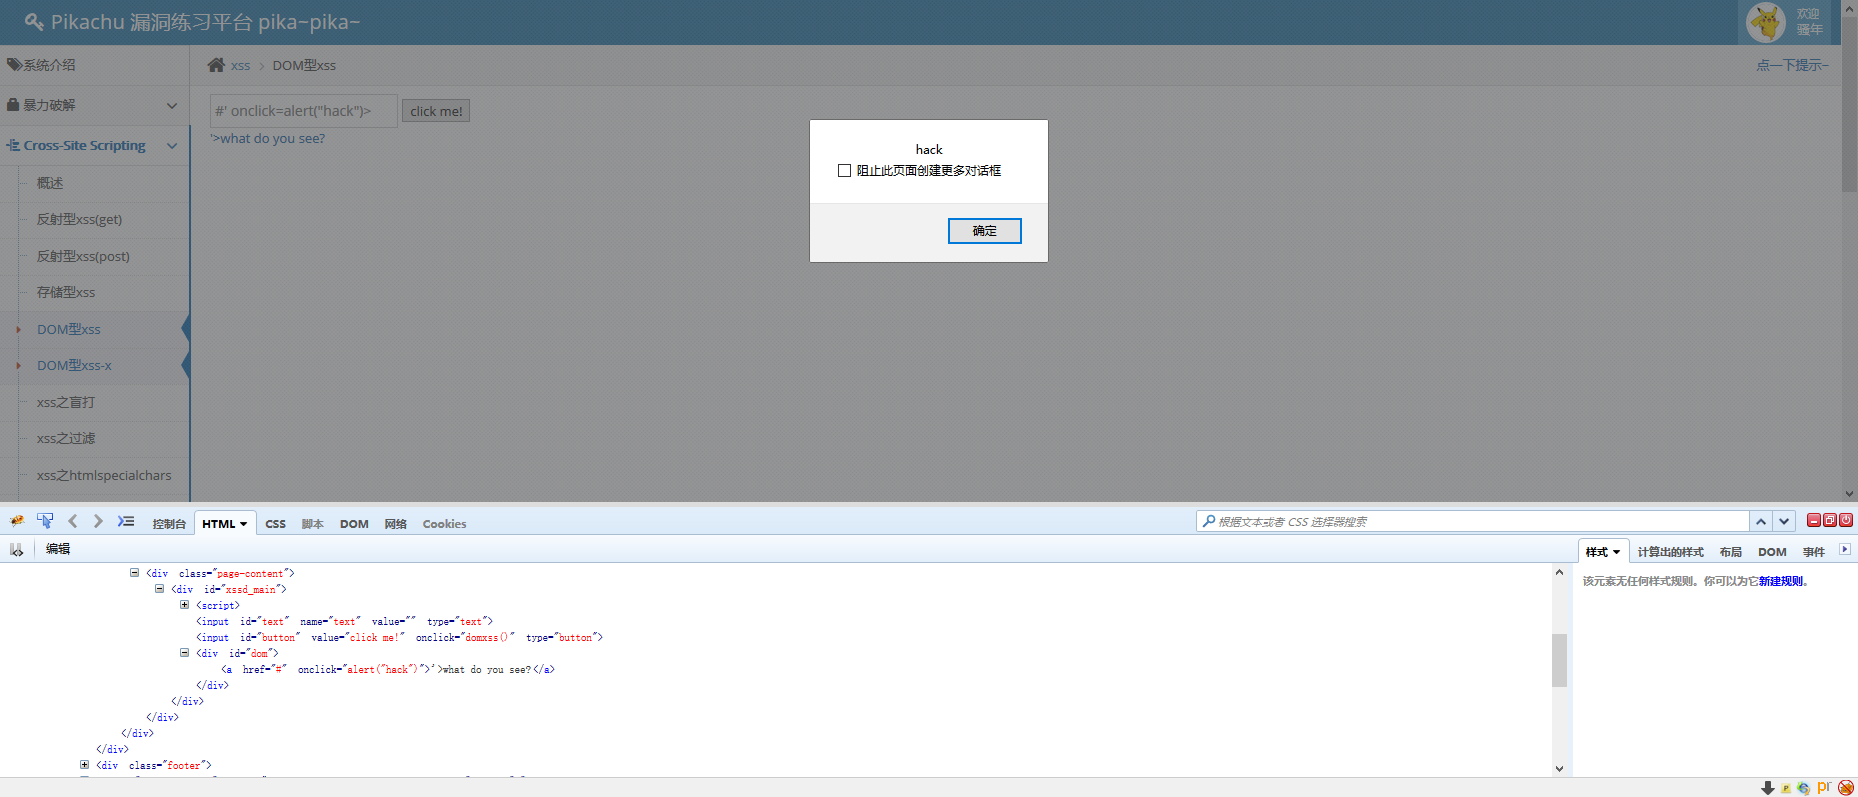 Pikachu 漏洞练习平台 pika~pika~
欢迎
骚年
系统介绍
暴力破解
Cross-Site Scripting
概述
反射型xss(get)
反射型xss(post)
存储型xss
DOM型xss
DOM型xss-x
xss之盲打
xss之过滤
xss之htmlspecialchars
xss > DOM型xss
点一下提示~
#' onclick=alert("hack")>
click me!
'>what do you see?
hack
阻止此页面创建更多对话框
确定
控制台 HTML CSS 脚本 DOM 网络 Cookies
根据文本或者 CSS 选择器搜索
编辑
样式 计算出的样式 布局 DOM 事件
<div class="page-content">
<div id="xssd_main">
<script>
<input id="text" name="text" value="" type="text">
<input id="button" value="click me!" onclick="domxss()" type="button">
<div id="dom">
<a href="#" onclick="alert("hack")">'>what do you see?</a>
</div>
</div>
</div>
</div>
</div>
<div class="footer">
该元素无任何样式规则。你可以为它新建规则。
P
pr